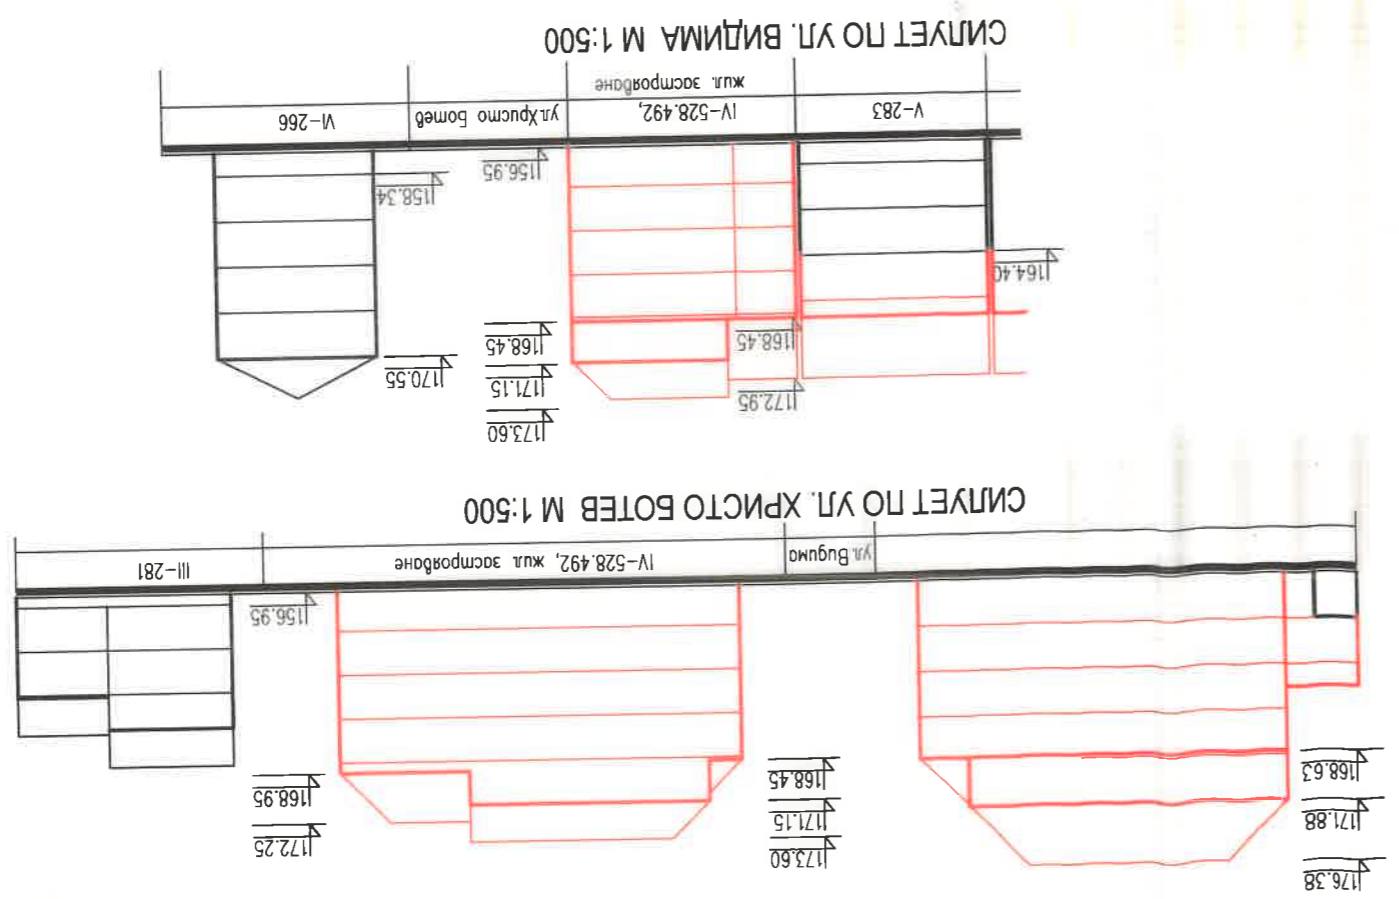 176.38
171.88
168.63
173.60
171.15
168.45
172.25
168.95
156.95
ул. Видима
IV-528.492, жил. застрояване
III-281
СИЛУЕТ ПО УЛ. ХРИСТО БОТЕВ М 1:500
172.95
168.45
173.60
171.15
168.45
170.55
164.40
156.95
158.34
V-283
IV-528.492,
жил. застрояване
ул.Христо Ботев
VI-266
СИЛУЕТ ПО УЛ. ВИДИМА М 1:500